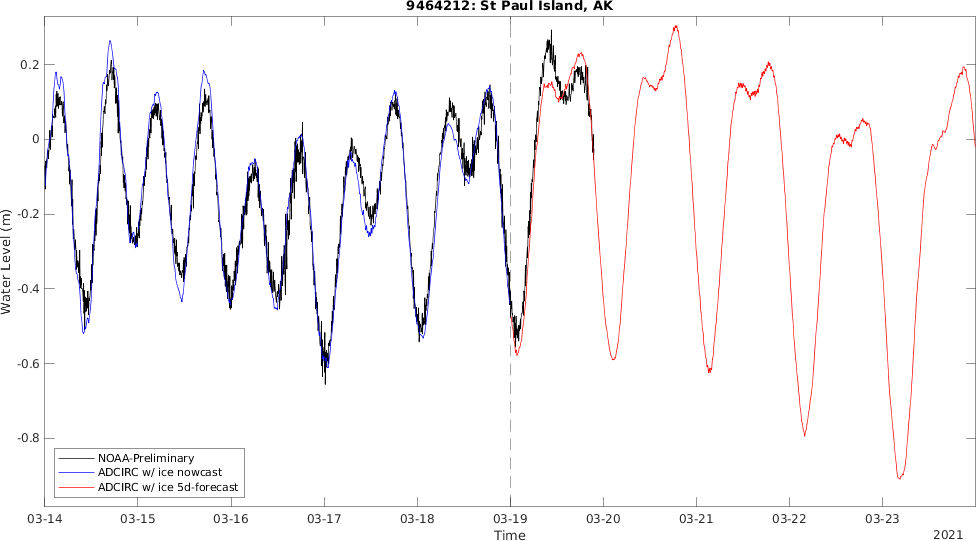 9464212: St Paul Island, AK
Water Level (m)
0.2
0
-0.2
-0.4
-0.6
-0.8
NOAA-Preliminary
ADCIRC w/ ice nowcast
ADCIRC w/ ice 5d-forecast
03-14 03-15 03-16 03-17 03-18 03-19 03-20 03-21 03-22 03-23
Time
2021